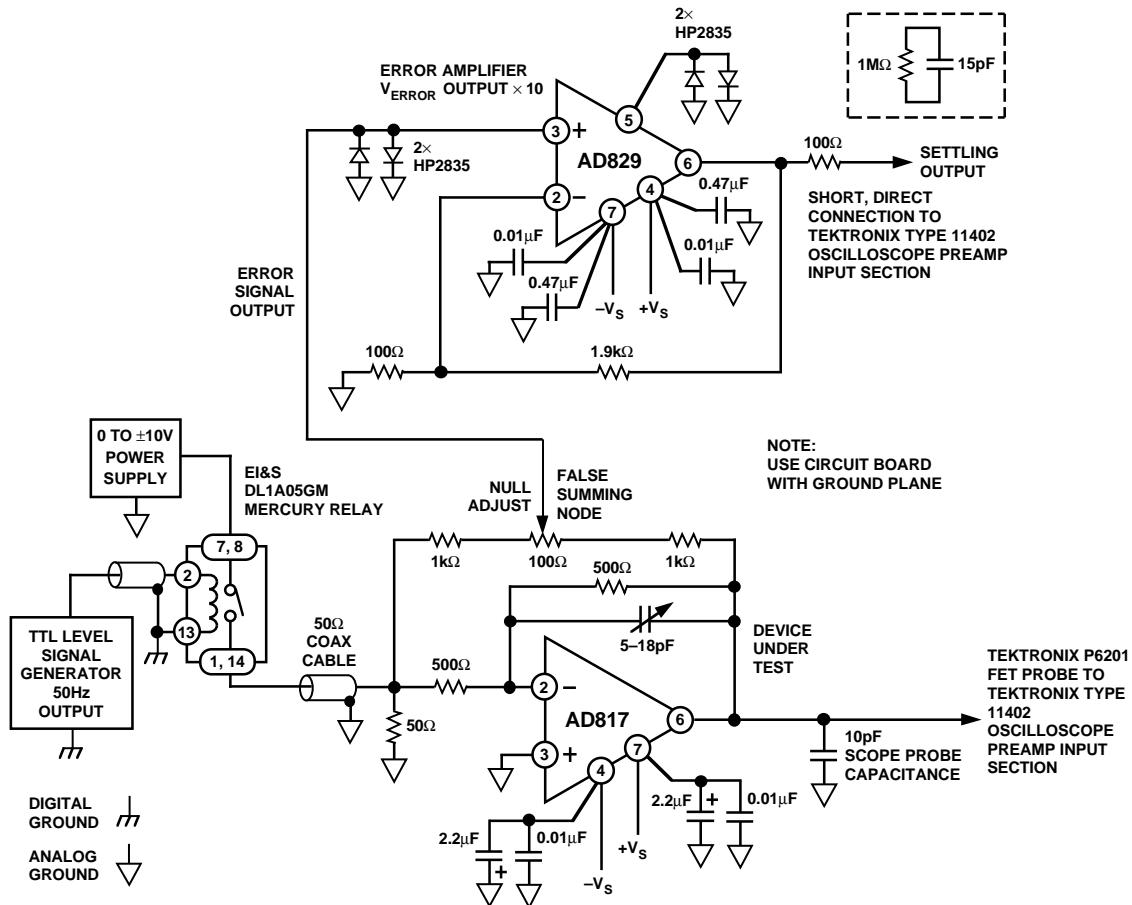 2×
HP2835
1MΩ
15pF
ERROR AMPLIFIER
VERROR OUTPUT × 10
5
3
+
2×
HP2835
AD829
6
100Ω
SETTLING
OUTPUT
2
–
4
0.47µF
7
SHORT, DIRECT
CONNECTION TO
TEKTRONIX TYPE 11402
OSCILLOSCOPE PREAMP
INPUT SECTION
0.01µF
0.01µF
0.47µF
–VS
+VS
ERROR
SIGNAL
OUTPUT
100Ω
1.9kΩ
0 TO ±10V
POWER
SUPPLY
EI&S
DL1A05GM
MERCURY RELAY
NULL
ADJUST
FALSE
SUMMING
NODE
NOTE:
USE CIRCUIT BOARD
WITH GROUND PLANE
7, 8
1kΩ
100Ω
1kΩ
2
500Ω
13
5–18pF
1, 14
TTL LEVEL
SIGNAL
GENERATOR
50Hz
OUTPUT
50Ω
COAX
CABLE
500Ω
DEVICE
UNDER
TEST
2
–
AD817
6
50Ω
3
+
4
7
TEKTRONIX P6201
FET PROBE TO
TEKTRONIX TYPE
11402
OSCILLOSCOPE
PREAMP INPUT
SECTION
10pF
SCOPE PROBE
CAPACITANCE
DIGITAL
GROUND
2.2µF
+
0.01µF
2.2µF
0.01µF
+
+VS
–VS
ANALOG
GROUND